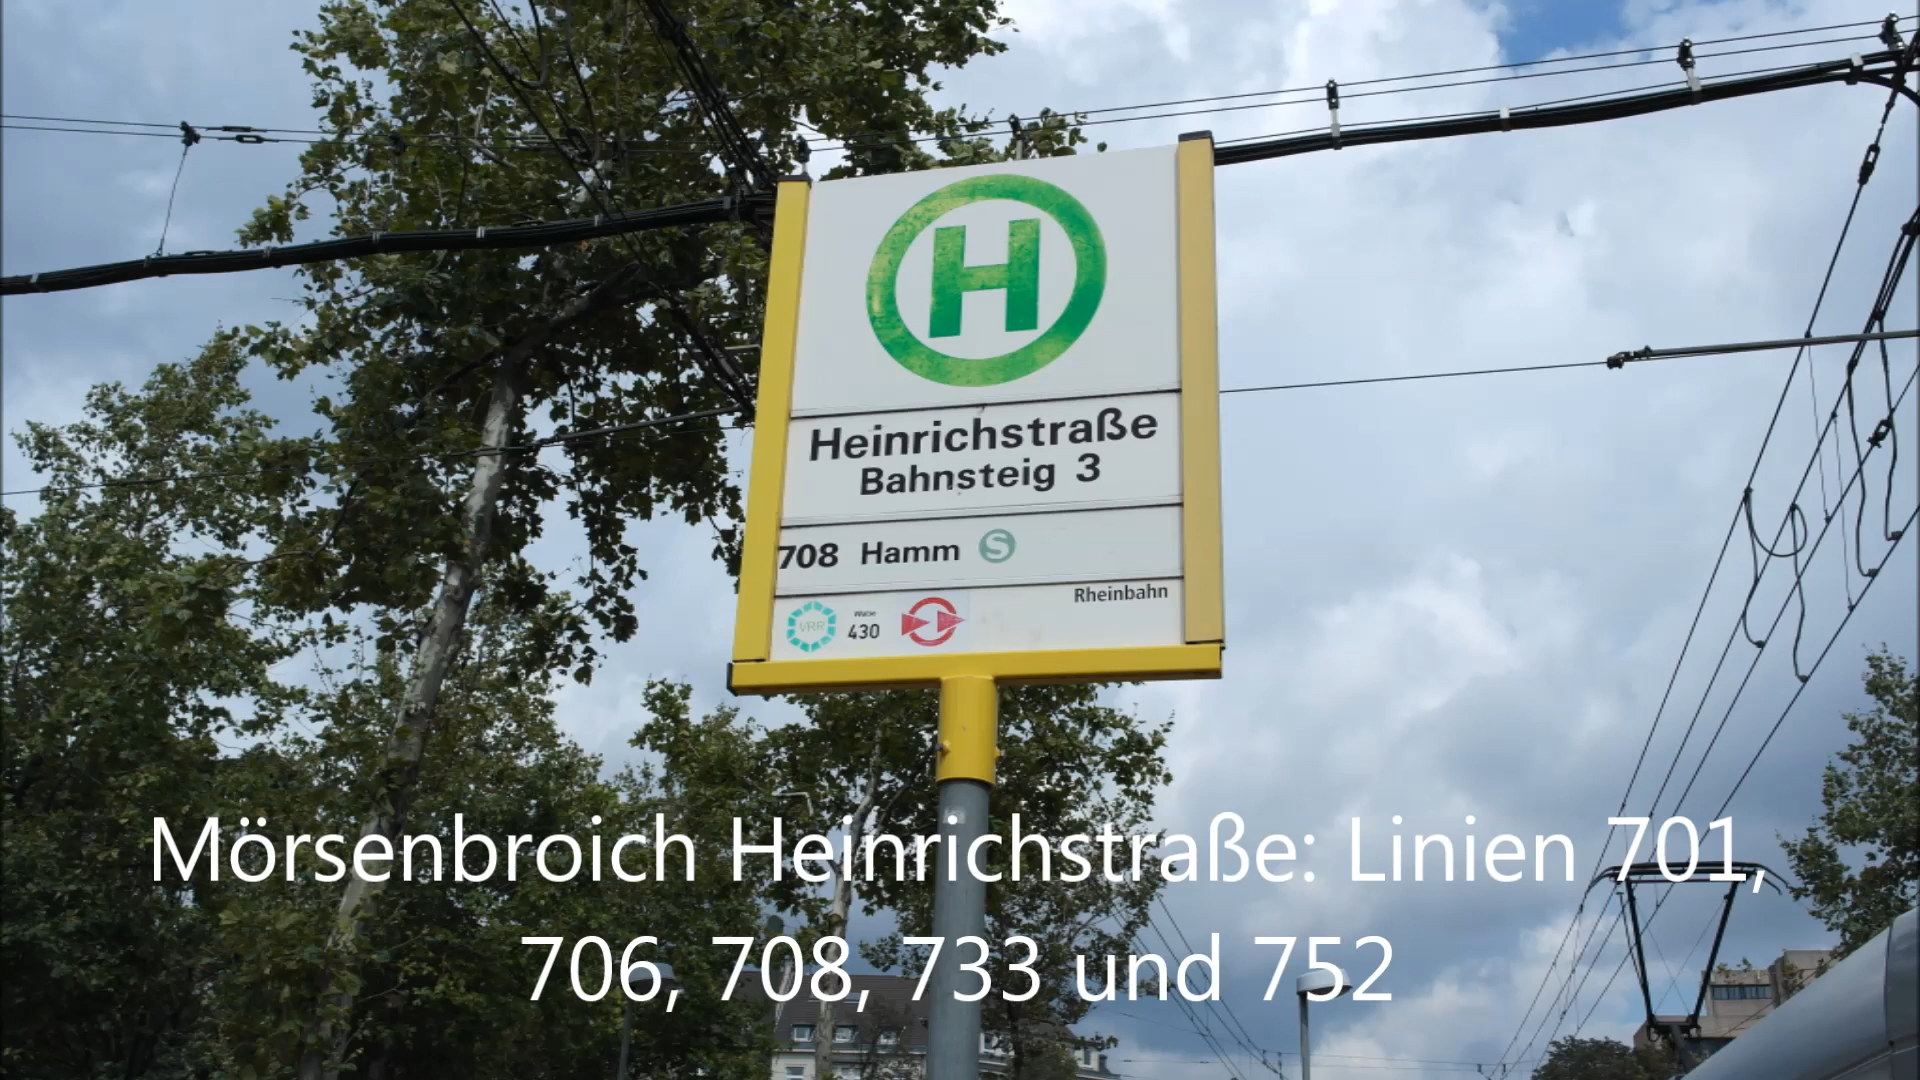 H
Heinrichstraße
Bahnsteig 3
708 Hamm S
Rheinbahn
VRR Wabe 430
Mörsenbroich Heinrichstraße: Linien 701,
706, 708, 733 und 752